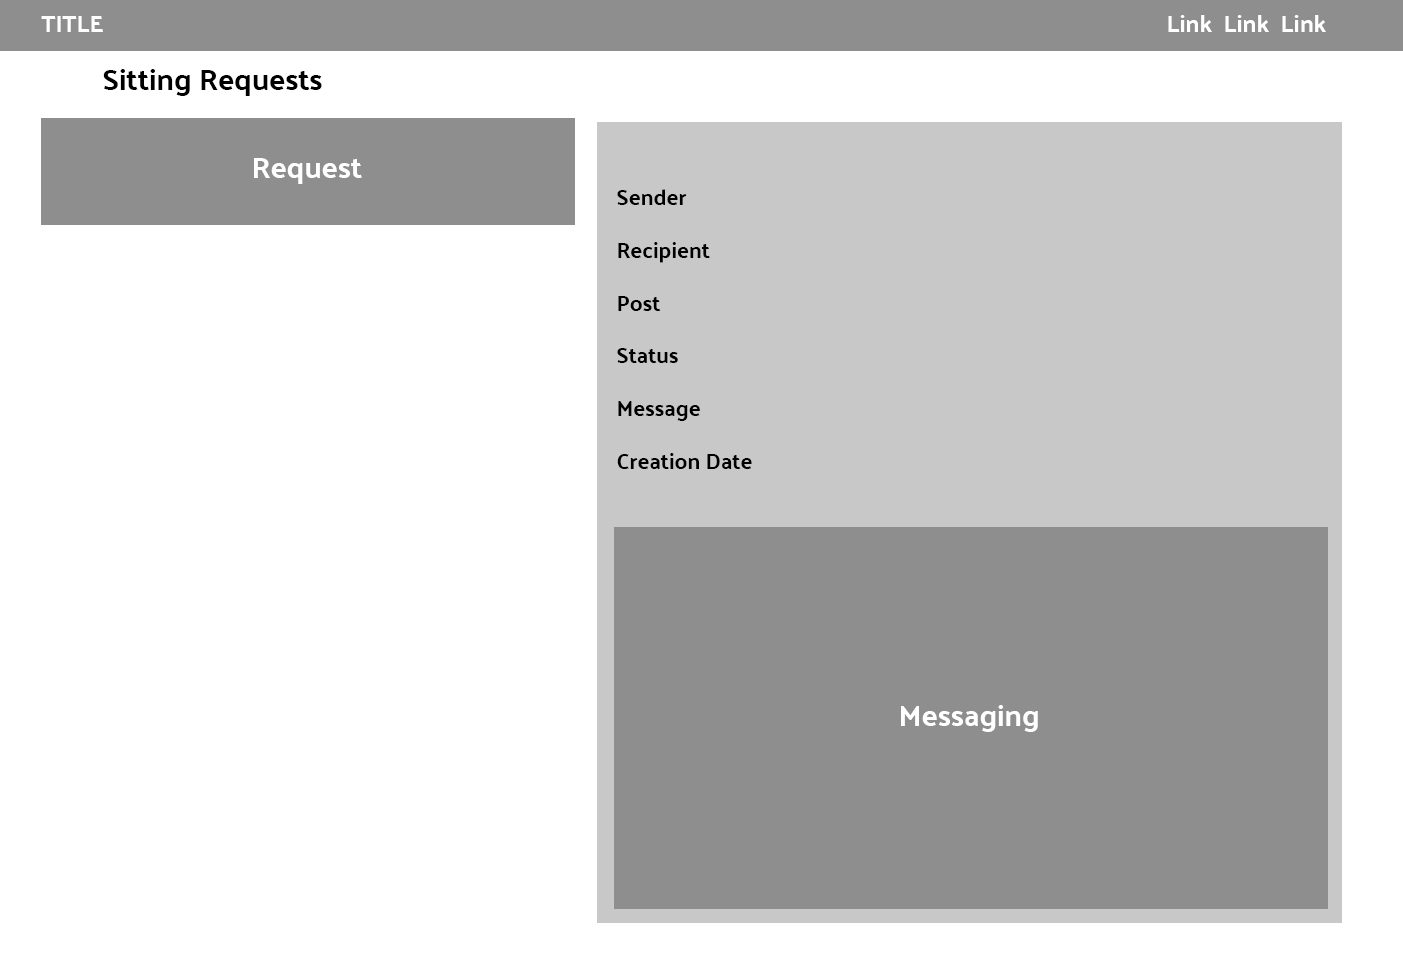 TITLE
Link Link Link
Sitting Requests
Request
Sender
Recipient
Post
Status
Message
Creation Date
Messaging